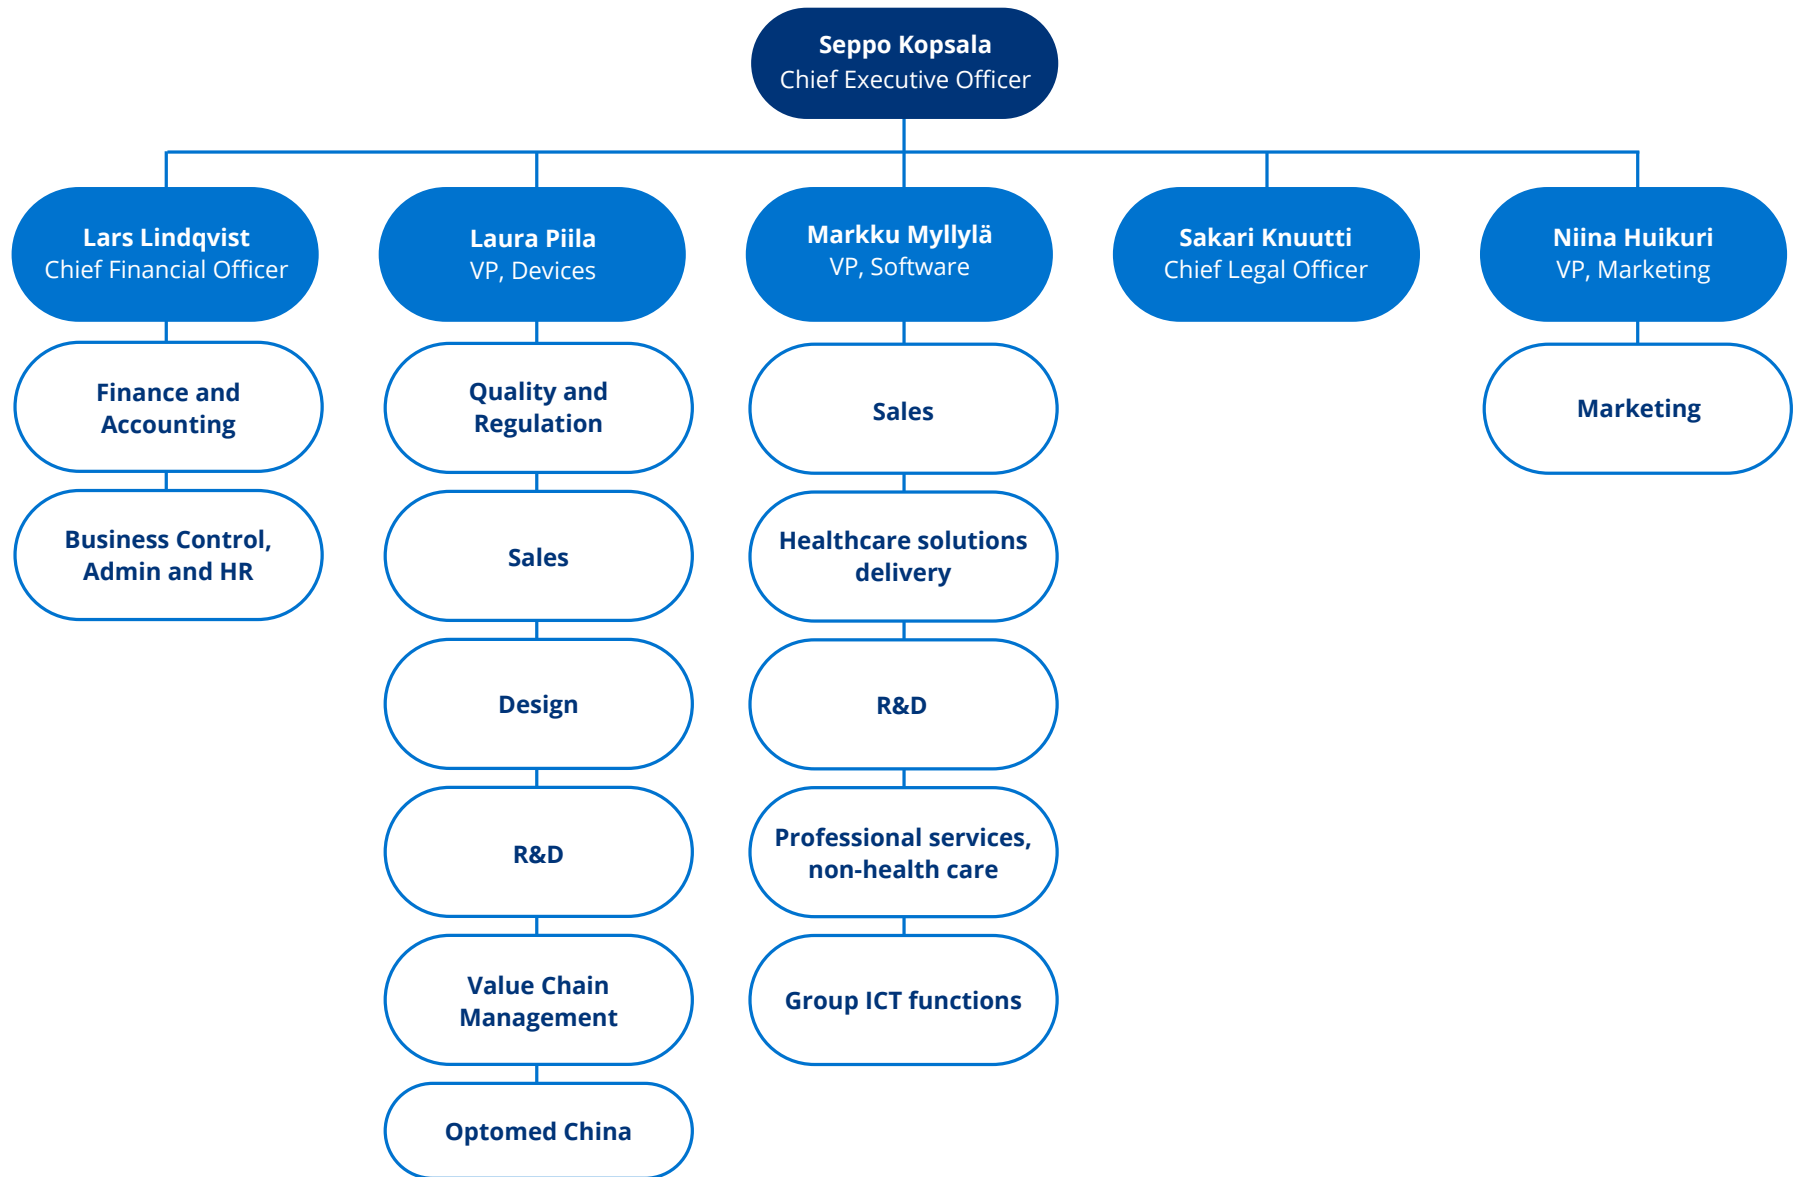 Seppo Kopsala
Chief Executive Officer
Lars Lindqvist
Chief Financial Officer
Laura Piila
VP, Devices
Markku Myllylä
VP, Software
Sakari Knuutti
Chief Legal Officer
Niina Huikuri
VP, Marketing
Finance and
Accounting
Business Control,
Admin and HR
Quality and
Regulation
Sales
Design
R&D
Value Chain
Management
Optomed China
Sales
Healthcare solutions
delivery
R&D
Professional services,
non-health care
Group ICT functions
Marketing